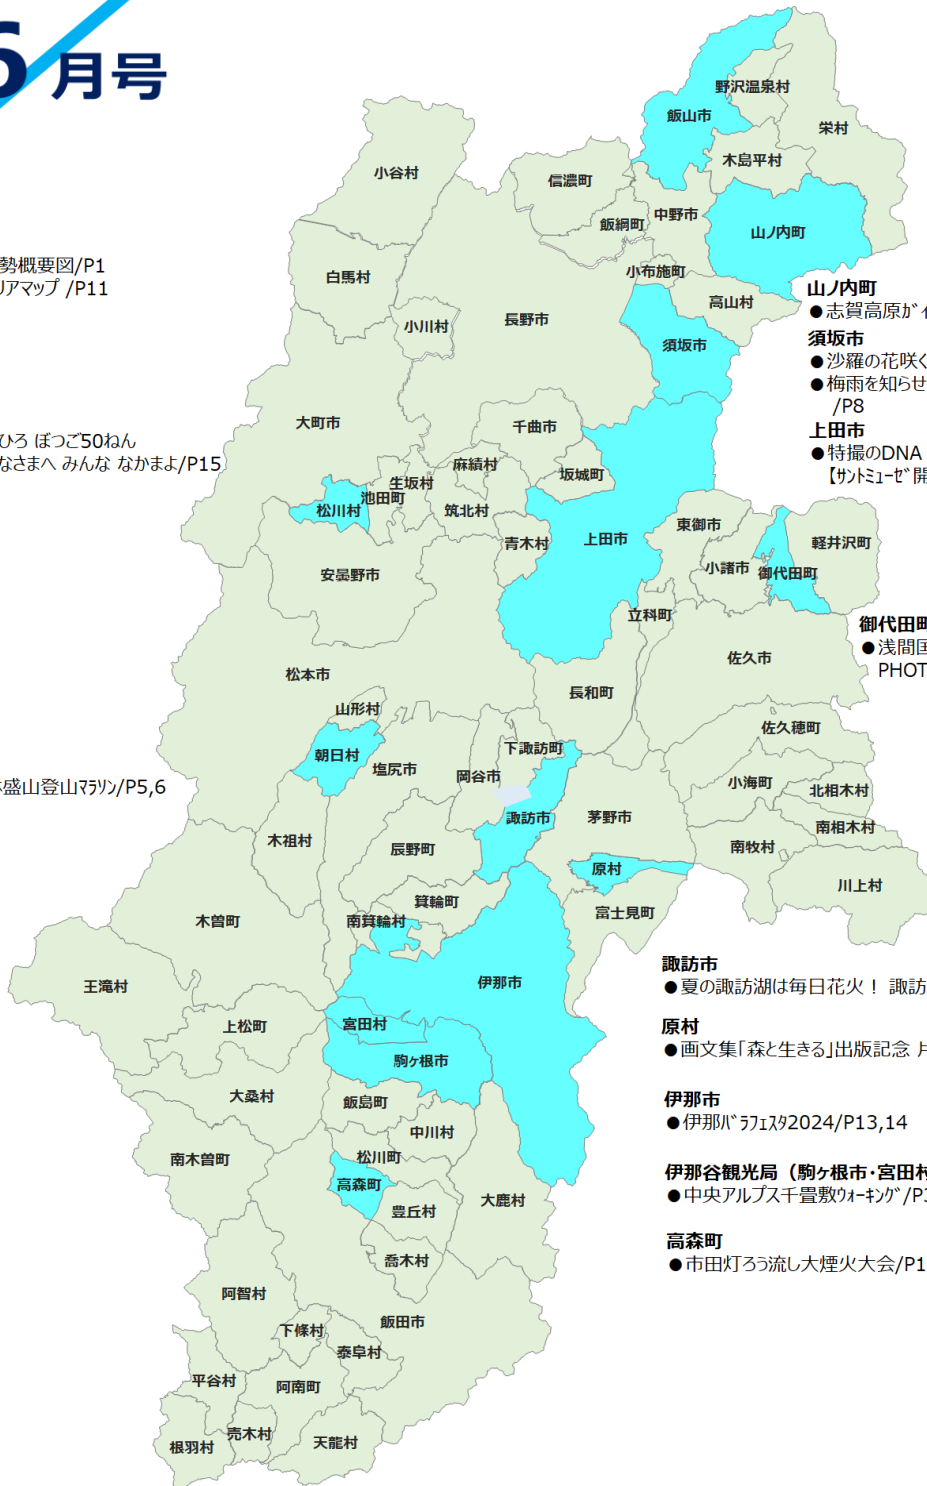 6月号
野沢温泉村
飯山市
栄村
木島平村
小谷村
信濃町
中野市
飯綱町
山ノ内町
勢概要図/P1
リアマップ /P11
白馬村
小布施町
高山村
小川村
長野市
須坂市
山ノ内町
●志賀高原が
須坂市
●沙羅の花咲く
●梅雨を知らせ
/P8
上田市
●特撮のDNA
【サントミューゼ開
大町市
千曲市
ひろ ぼつご50ねん
なさまへ みんな なかまよ/P15
麻績村
坂城町
生坂村
池田町
松川村
筑北村
東御市
上田市
青木村
軽井沢町
小諸市
御代田町
安曇野市
立科町
御代田町
●浅間国
PHOT
佐久市
松本市
長和町
山形村
佐久穂町
朝日村
下諏訪町
塩尻市
岡谷市
盛山登山マラソン/P5,6
小海町
北相木村
諏訪市
茅野市
南相木村
木祖村
辰野町
南牧村
原村
川上村
箕輪町
富士見町
木曽町
南箕輪村
諏訪市
●夏の諏訪湖は毎日花火！ 諏訪
王滝村
伊那市
上松町
宮田村
原村
●画文集「森と生きる」出版記念
駒ヶ根市
大桑村
飯島町
伊那市
●伊那バラフェスタ2024/P13,14
中川村
南木曽町
松川町
伊那谷観光局（駒ヶ根市・宮田村
●中央アルプス千畳敷ウォーキング/P3
高森町
大鹿村
豊丘村
高森町
●市田灯ろう流し大煙火大会/P1
喬木村
阿智村
飯田市
下條村
泰阜村
平谷村
阿南町
売木村
天龍村
根羽村